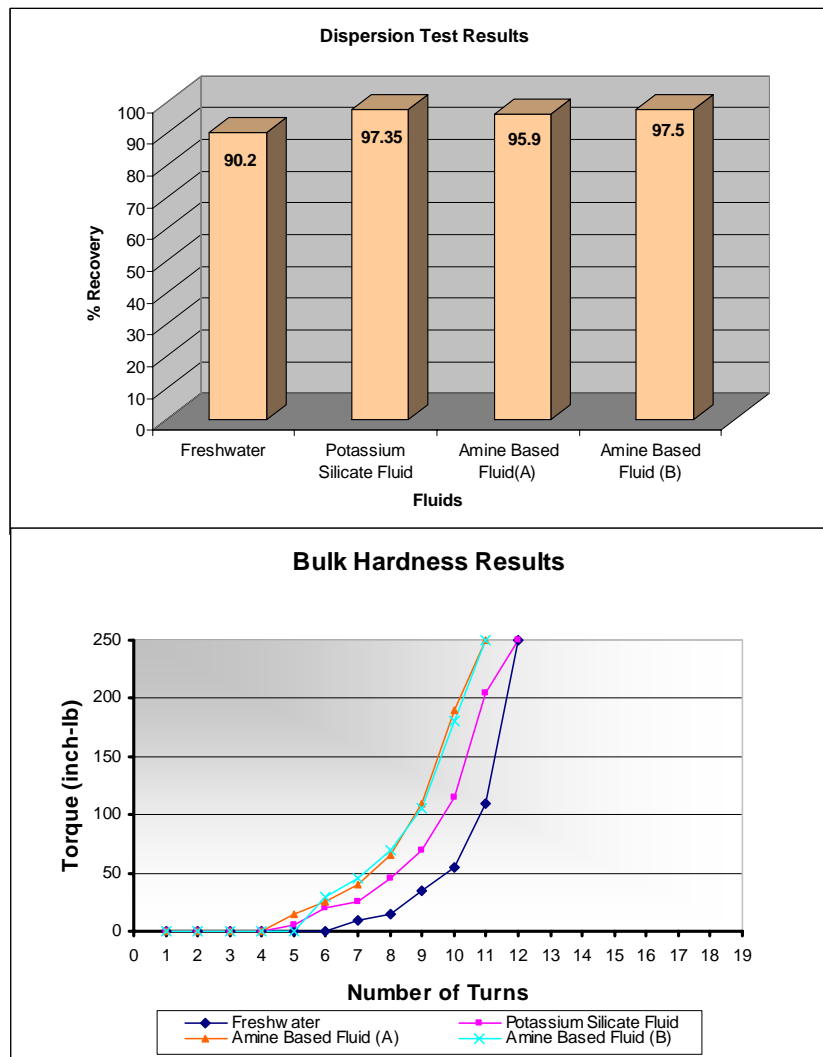 Dispersion Test Results
100
90
80
70
60
50
40
30
20
10
0
% Recovery
90.2
97.35
95.9
97.5
Freshwater
Potassium
Silicate Fluid
Amine Based
Fluid(A)
Amine Based
Fluid (B)
Fluids
Bulk Hardness Results
250
200
150
100
50
0
Torque (inch-lb)
0 1 2 3 4 5 6 7 8 9 10 11 12 13 14 15 16 17 18 19
Number of Turns
Freshwater Potassium Silicate Fluid
Amine Based Fluid (A) Amine Based Fluid (B)